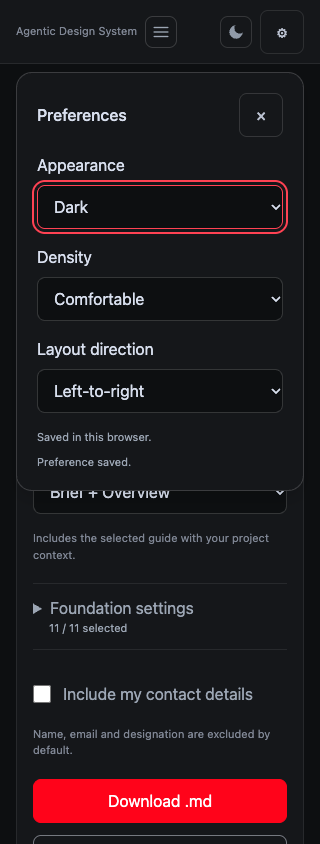 Agentic Design System
Preferences
×
Appearance
Dark
Density
Comfortable
Layout direction
Left-to-right
Saved in this browser.
Preference saved.
Brief + Overview
Includes the selected guide with your project
context.
Foundation settings
11 / 11 selected
Include my contact details
Name, email and designation are excluded by
default.
Download .md